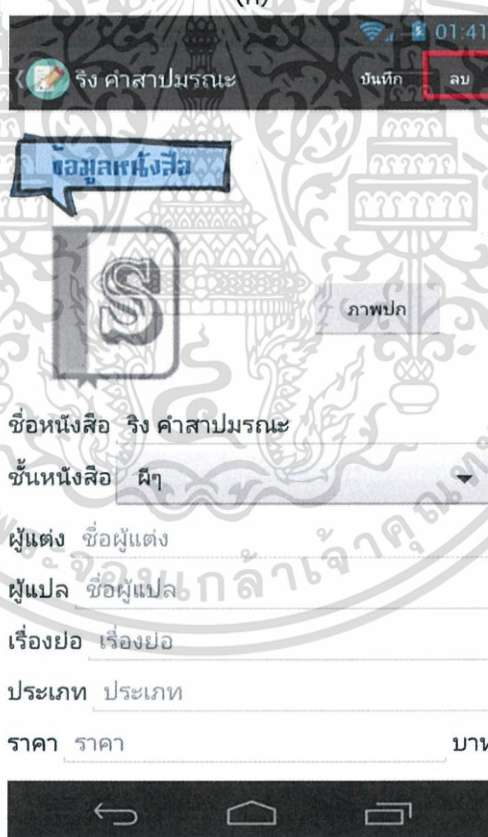 01:41
ริง คำสาปมรณะ บันทึก ลบ
ข้อมูลหนังสือ
S
ภาพปก
ชื่อหนังสือ ริง คำสาปมรณะ
ชั้นหนังสือ ผีๆ
ผู้แต่ง ชื่อผู้แต่ง
ผู้แปล ชื่อผู้แปล
เรื่องย่อ เรื่องย่อ
ประเภท ประเภท
ราคา ราคา บาท